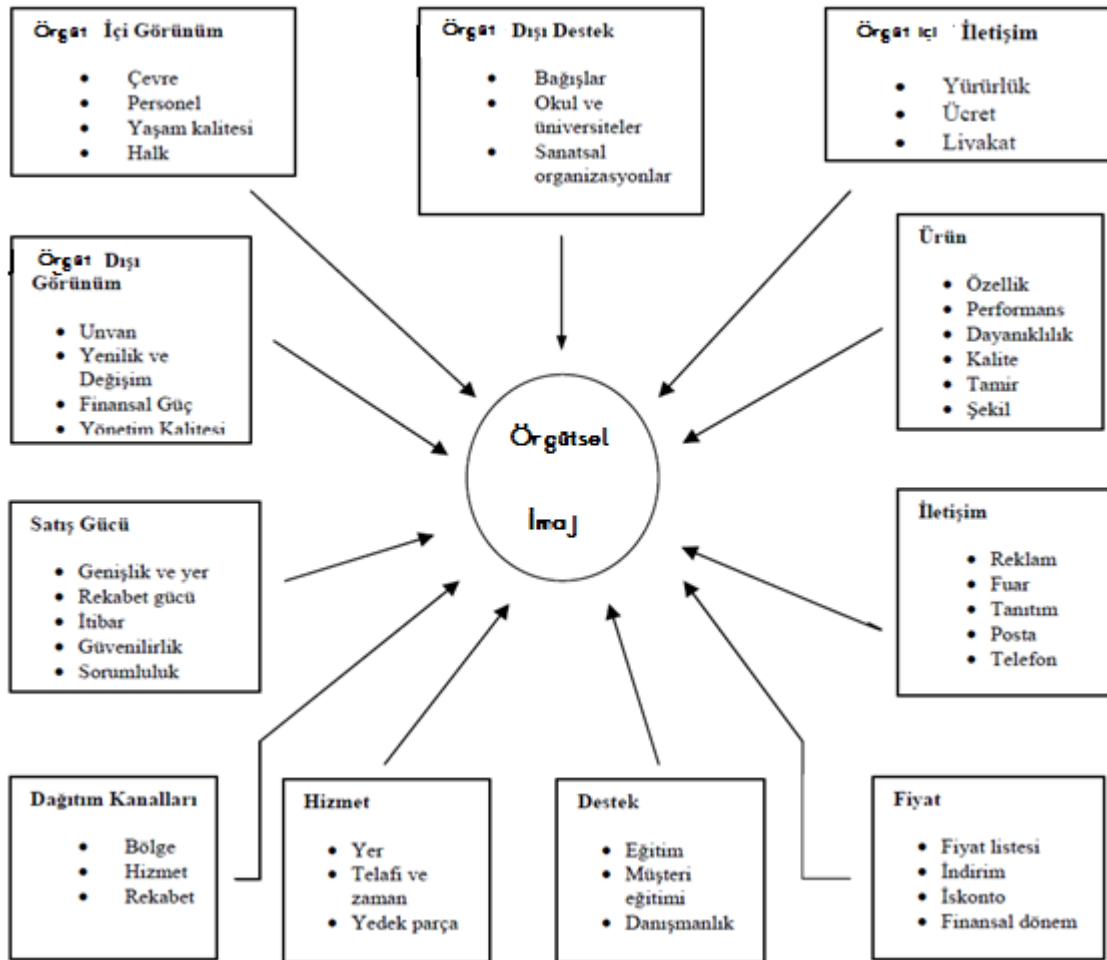 Örgüt İçi Görünüm
• Çevre
• Personel
• Yaşam kalitesi
• Halk
Örgüt Dışı Destek
• Bağışlar
• Okul ve
üniversiteler
• Sanatsal
organizasyonlar
Örgüt içi İletişim
• Yürürlük
• Ücret
• Livakat
Örgüt Dışı
Görünüm
• Unvan
• Yenilik ve
Değişim
• Finansal Güç
• Yönetim Kalitesi
Ürün
• Özellik
• Performans
• Dayanıklılık
• Kalite
• Tamir
• Şekil
Örgütsel
İmaj
Satış Gücü
• Genişlik ve yer
• Rekabet gücü
• İtibar
• Güvenilirlik
• Sorumluluk
İletişim
• Reklam
• Fuar
• Tanıtım
• Posta
• Telefon
Dağıtım Kanalları
• Bölge
• Hizmet
• Rekabet
Hizmet
• Yer
• Telafi ve
zaman
• Yedek parça
Destek
• Eğitim
• Müşteri
eğitimi
• Danışmanlık
Fiyat
• Fiyat listesi
• İndirim
• İskonto
• Finansal dönem